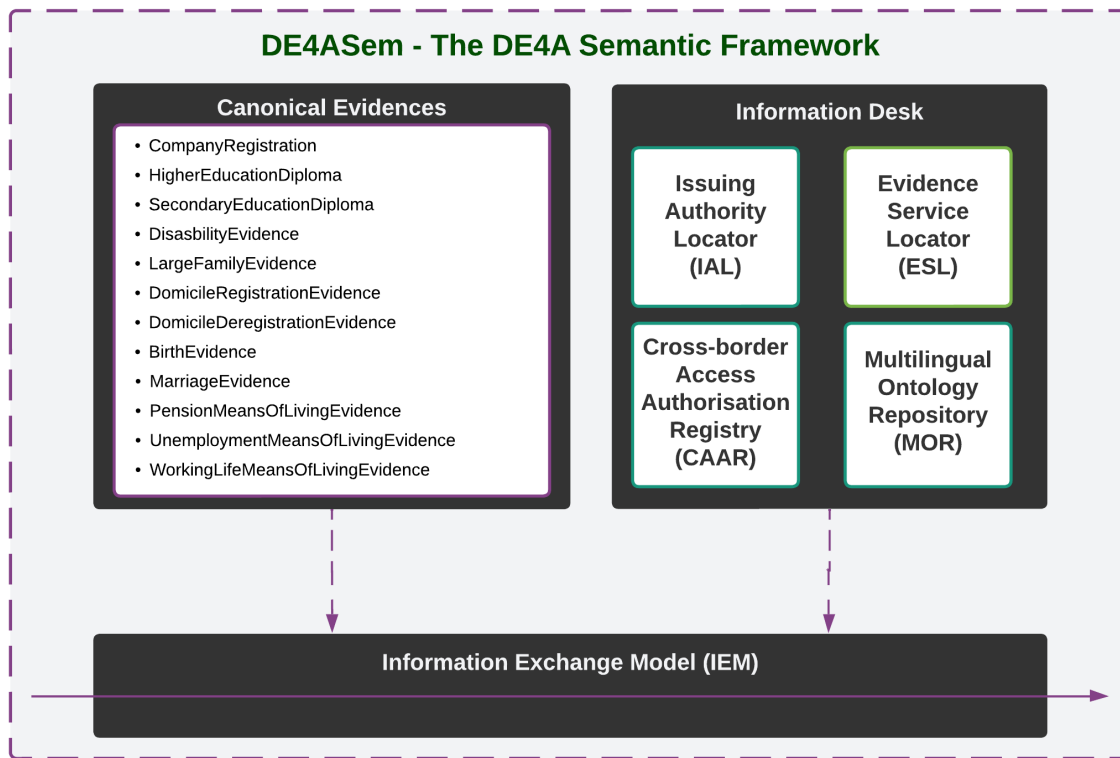 DE4ASem - The DE4A Semantic Framework
Canonical Evidences
• CompanyRegistration
• HigherEducationDiploma
• SecondaryEducationDiploma
• DisasbilityEvidence
• LargeFamilyEvidence
• DomicileRegistrationEvidence
• DomicileDeregistrationEvidence
• BirthEvidence
• MarriageEvidence
• PensionMeansOfLivingEvidence
• UnemploymentMeansOfLivingEvidence
• WorkingLifeMeansOfLivingEvidence
Information Desk
Issuing
Authority
Locator
(IAL)
Evidence
Service
Locator
(ESL)
Cross-border
Access
Authorisation
Registry
(CAAR)
Multilingual
Ontology
Repository
(MOR)
Information Exchange Model (IEM)